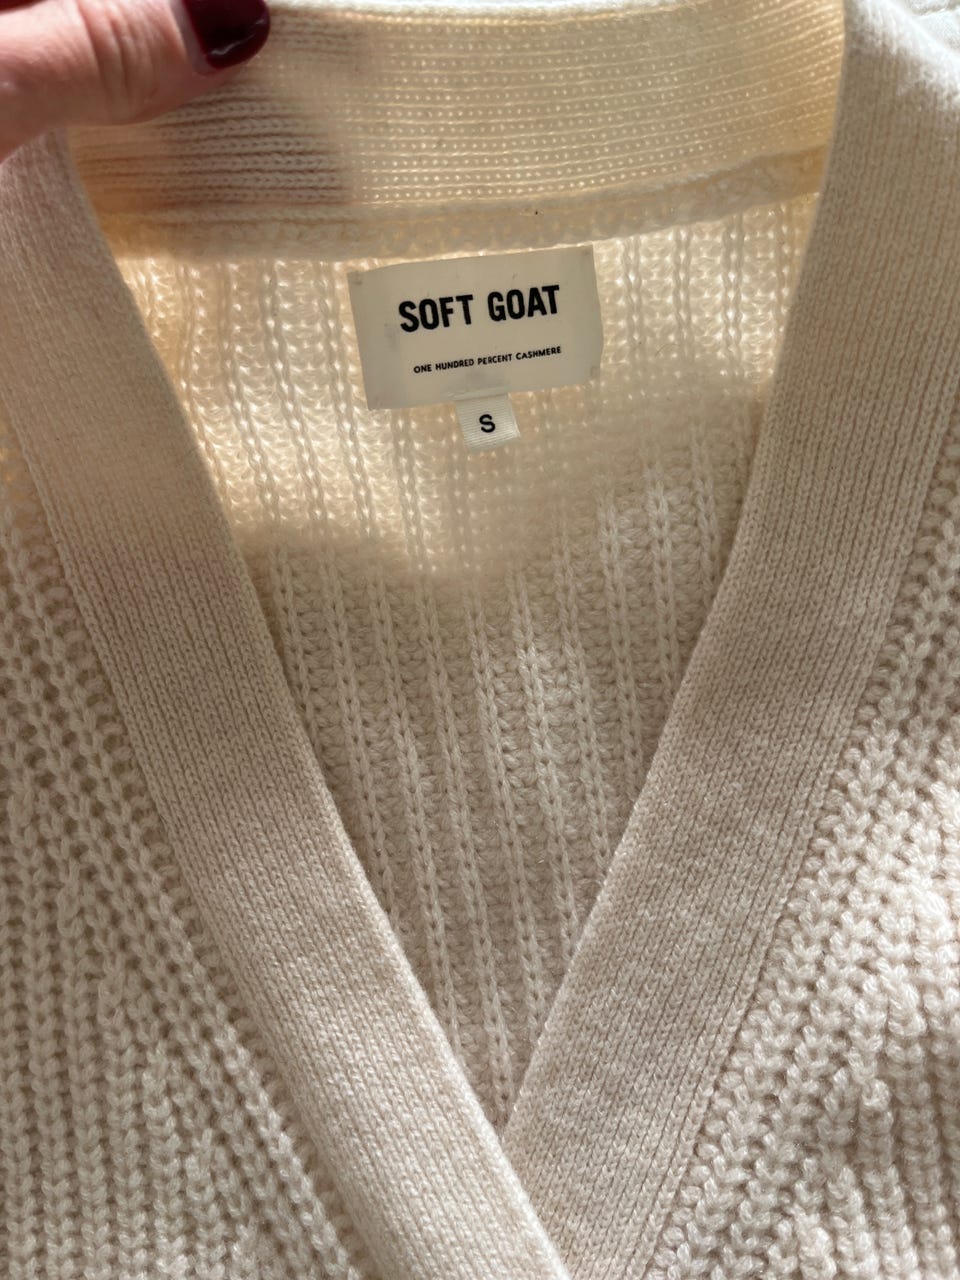 SOFT GOAT
ONE HUNDRED PERCENT CASHMERE
S